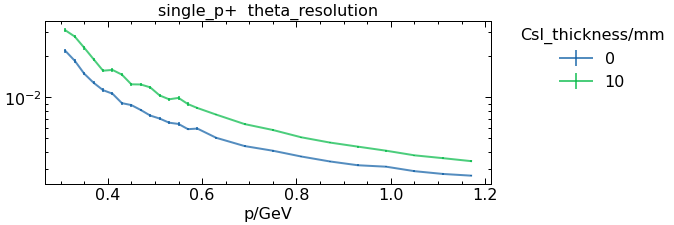 single_p+  theta_resolution
CsI_thickness/mm
0
10
10⁻²
0.4 0.6 0.8 1.0 1.2
p/GeV